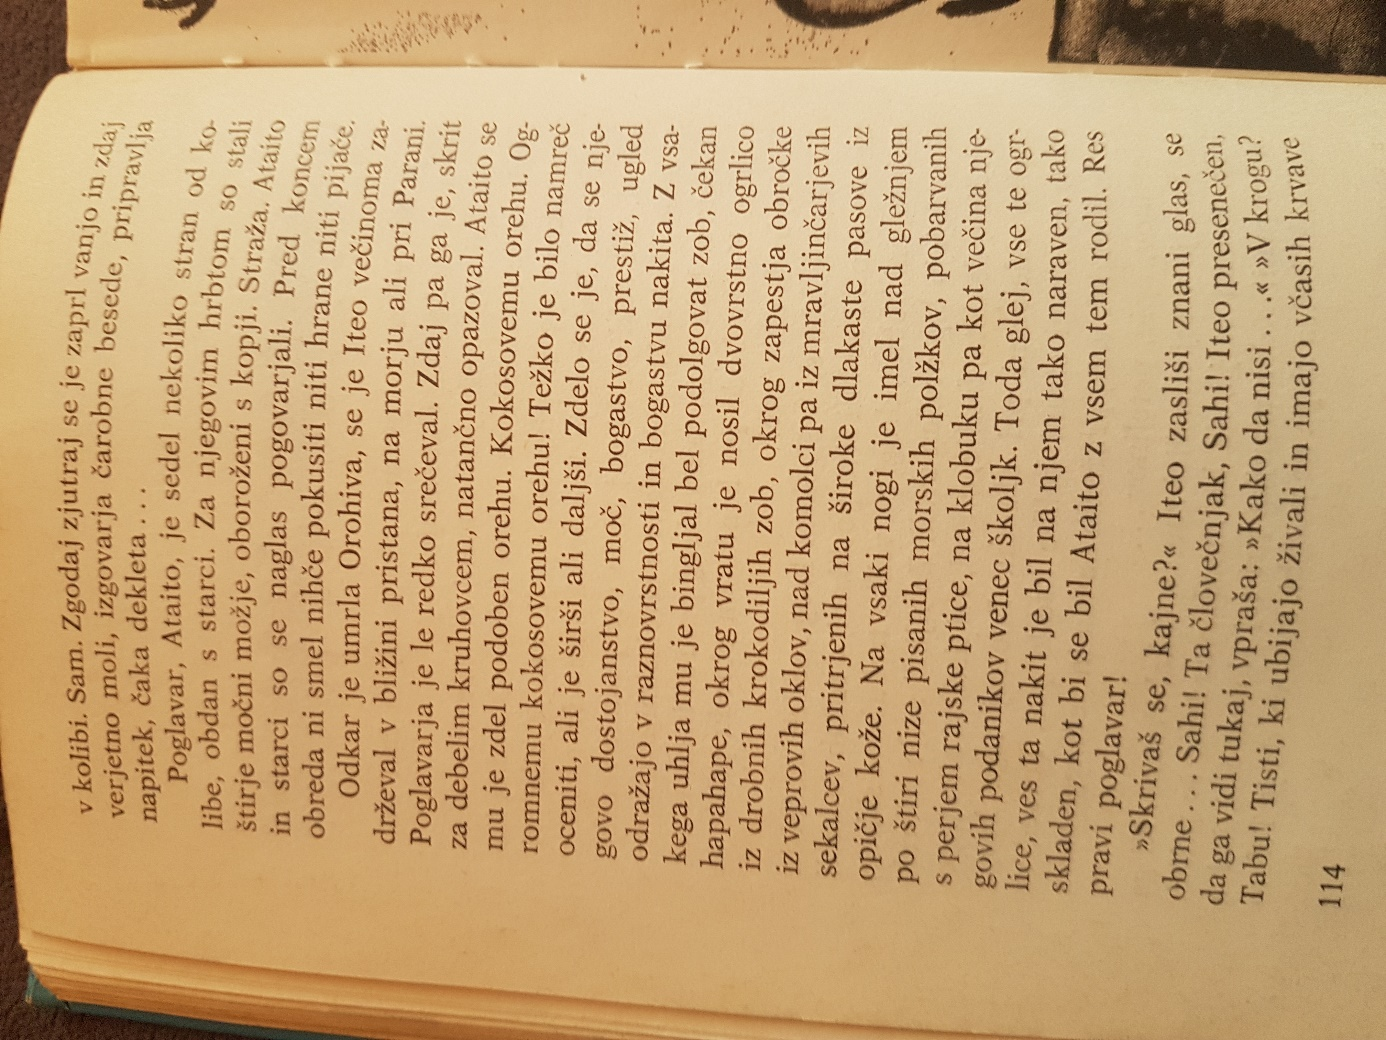 v kolibi. Sam. Zgodaj zjutraj se je zaprl vanjo in zdaj
verjetno moli, izgovarja čarobne besede, pripravlja
napitek, čaka dekleta . . .
Poglavar, Ataito, je sedel nekoliko stran od ko-
libe, obdan s starci. Za njegovim hrbtom so stali
štirje močni možje, oboroženi s kopji. Straža. Ataito
in starci so se naglas pogovarjali. Pred koncem
obreda ni smel nihče pokusiti niti hrane niti pijače.
Odkar je umrla Orohiva, se je Iteo večinoma za-
drževal v bližini pristana, na morju ali pri Parani.
Poglavarja je le redko srečeval. Zdaj pa ga je, skrit
za debelim kruhovcem, natančno opazoval. Ataito se
mu je zdel podoben orehu. Kokosovemu orehu. Og-
romnemu kokosovemu orehu! Težko je bilo namreč
oceniti, ali je širši ali daljši. Zdelo se je, da se nje-
govo dostojanstvo, moč, bogastvo, prestiž, ugled
odražajo v raznovrstnosti in bogastvu nakita. Z vsa-
kega uhlja mu je bingljal bel podolgovat zob, čekan
hapahape, okrog vratu je nosil dvovrstno ogrlico
iz drobnih krokodiljih zob, okrog zapestja obročke
iz veprovih oklov, nad komolci pa iz mravljinčarjevih
sekalcev, pritrjenih na široke dlakaste pasove iz
opičje kože. Na vsaki nogi je imel nad gležnjem
po štiri nize pisanih morskih polžkov, pobarvanih
s perjem rajske ptice, na klobuku pa kot večina nje-
govih podanikov venec školjk. Toda glej, vse te ogr-
lice, ves ta nakit je bil na njem tako naraven, tako
skladen, kot bi se bil Ataito z vsem tem rodil. Res
pravi poglavar!
»Skrivaš se, kajne?« Iteo zasliši znani glas, se
obrne . . . Sahi! Ta človečnjak, Sahi! Iteo presenečen,
da ga vidi tukaj, vpraša: »Kako da nisi . . .« »V krogu?
Tabu! Tisti, ki ubijajo živali in imajo včasih krvave
114